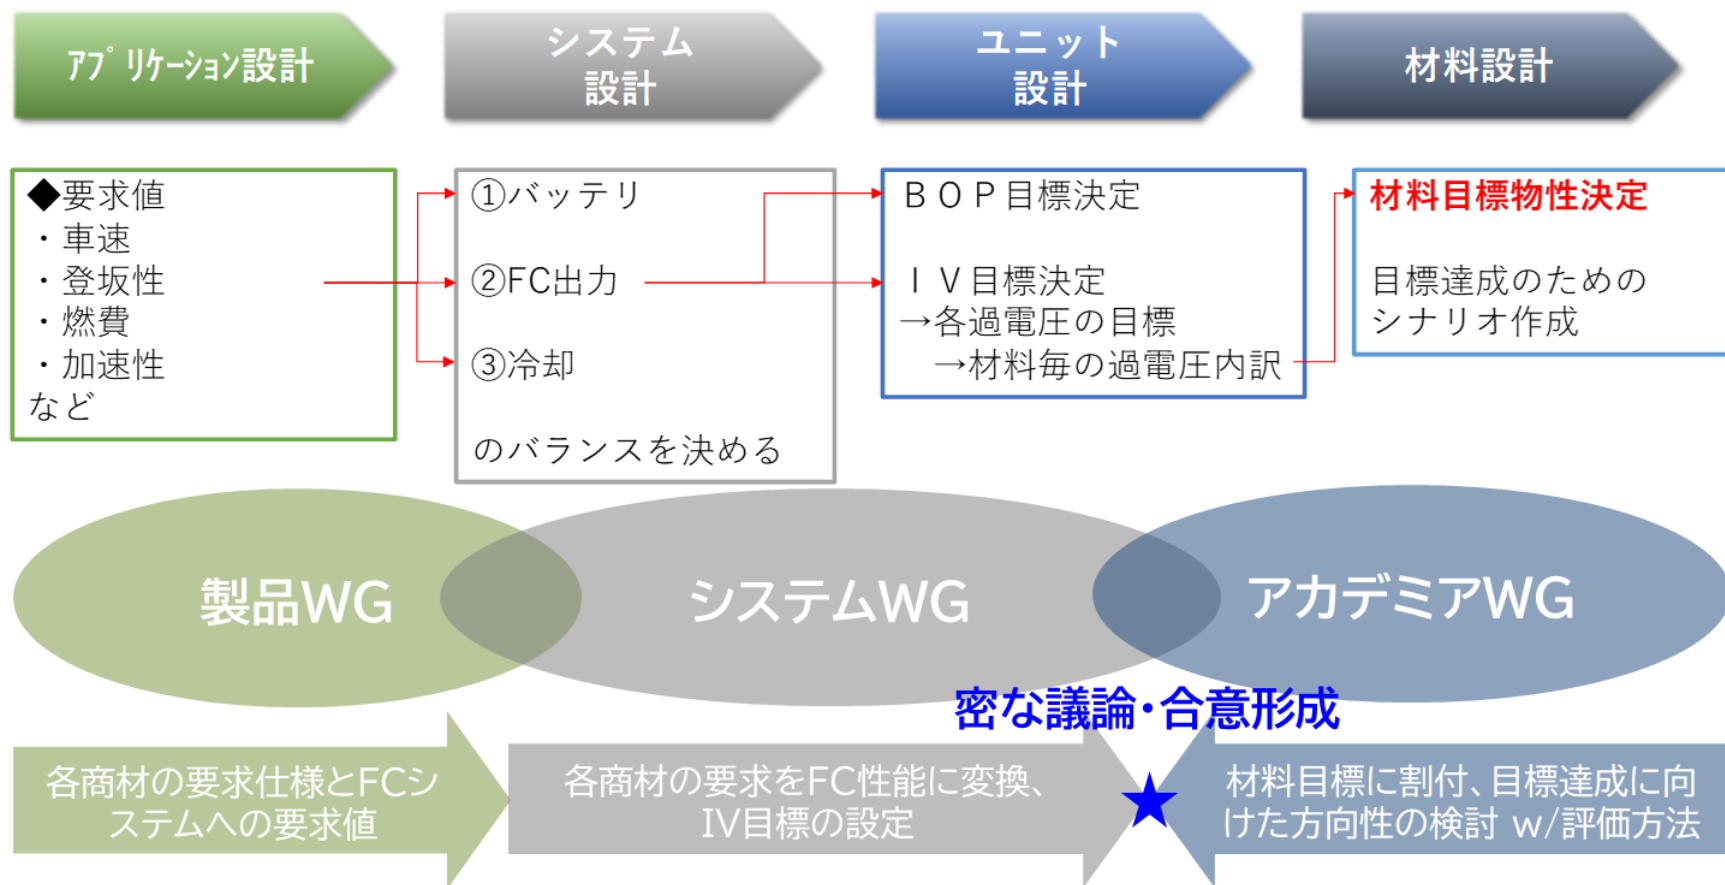 ｱﾌﾟﾘｹｰｼｮﾝ設計
システム
設計
ユニット
設計
材料設計
◆要求値
・車速
・登坂性
・燃費
・加速性
など
①バッテリ
②FC出力
③冷却
のバランスを決める
ＢＯＰ目標決定
ＩＶ目標決定
→各過電圧の目標
→材料毎の過電圧内訳
材料目標物性決定
目標達成のための
シナリオ作成
製品WG
システムWG
アカデミアWG
密な議論・合意形成
各商材の要求仕様とFCシ
ステムへの要求値
各商材の要求をFC性能に変換、
IV目標の設定
材料目標に割付、目標達成に向
けた方向性の検討 w/評価方法